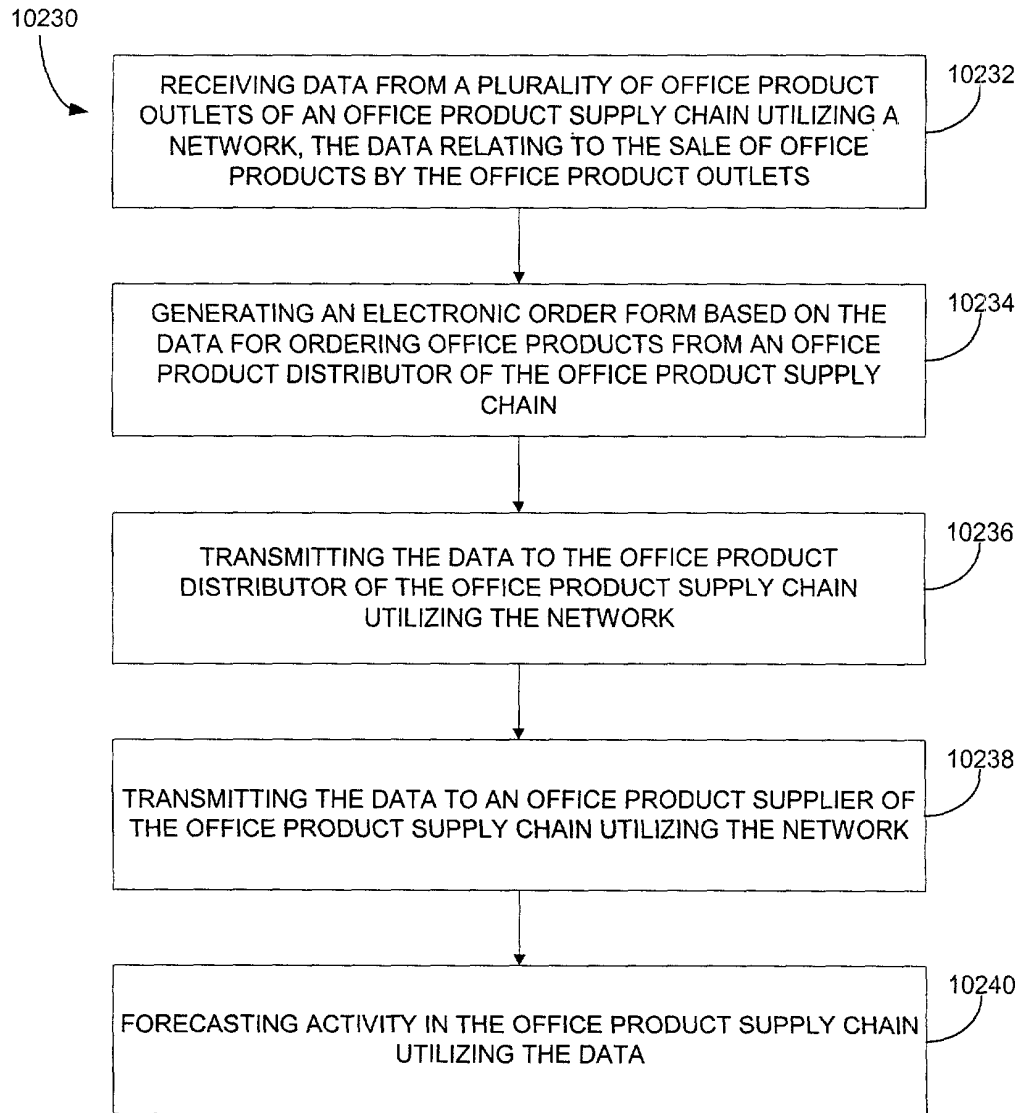 10230
RECEIVING DATA FROM A PLURALITY OF OFFICE PRODUCT
OUTLETS OF AN OFFICE PRODUCT SUPPLY CHAIN UTILIZING A
NETWORK, THE DATA RELATING TO THE SALE OF OFFICE
PRODUCTS BY THE OFFICE PRODUCT OUTLETS
10232
GENERATING AN ELECTRONIC ORDER FORM BASED ON THE
DATA FOR ORDERING OFFICE PRODUCTS FROM AN OFFICE
PRODUCT DISTRIBUTOR OF THE OFFICE PRODUCT SUPPLY
CHAIN
10234
TRANSMITTING THE DATA TO THE OFFICE PRODUCT
DISTRIBUTOR OF THE OFFICE PRODUCT SUPPLY CHAIN
UTILIZING THE NETWORK
10236
TRANSMITTING THE DATA TO AN OFFICE PRODUCT SUPPLIER OF
THE OFFICE PRODUCT SUPPLY CHAIN UTILIZING THE NETWORK
10238
FORECASTING ACTIVITY IN THE OFFICE PRODUCT SUPPLY CHAIN
UTILIZING THE DATA
10240